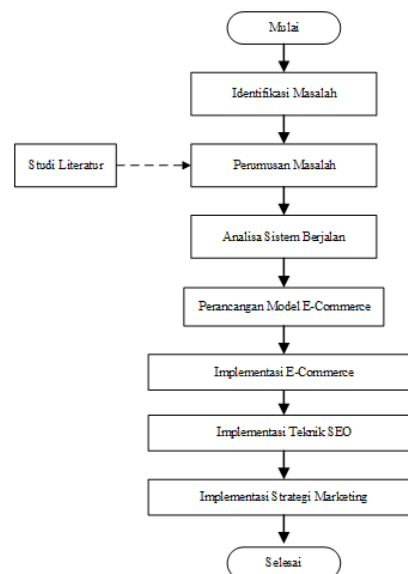 Mulai
Identifikasi Masalah
Studi Literatur
Perumusan Masalah
Analisa Sistem Berjalan
Perancangan Model E-Commerce
Implementasi E-Commerce
Implementasi Teknik SEO
Implementasi Strategi Marketing
Selesai